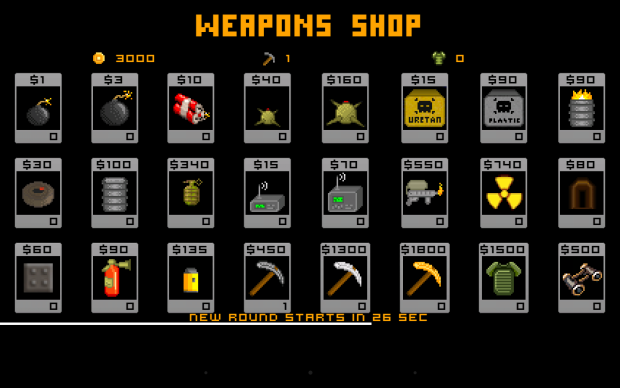 WEAPONS SHOP
3000 1 0
$1 $3 $10 $40 $160 $15 $90 $90
URETAN PLASTIC
0 0 0 0 0 0 0 0
$30 $100 $340 $15 $70 $550 $740 $80
0 0 0 0 0 0 0 0
$60 $90 $135 $450 $1300 $1800 $1500 $500
0 0 0 1 0 0 0 0
NEW ROUND STARTS IN 26 SEC